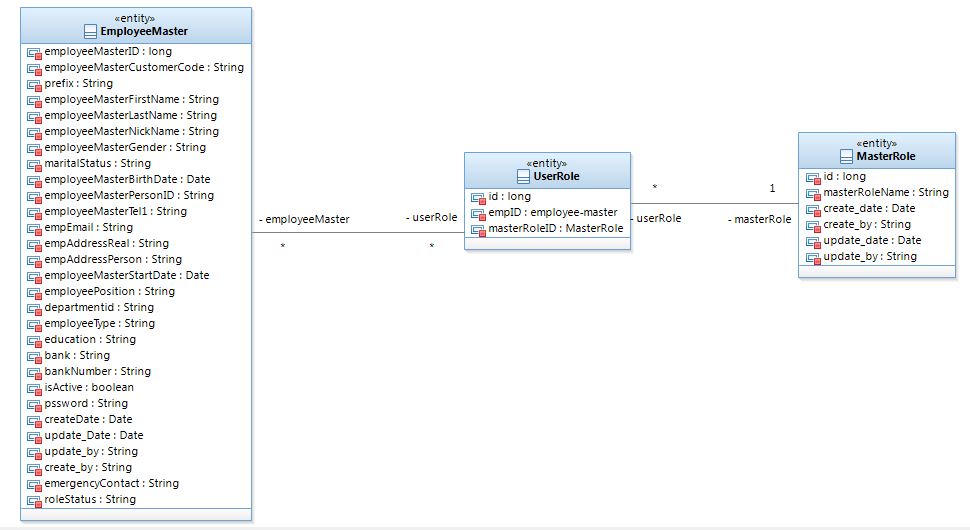 «entity»
EmployeeMaster
employeeMasterID : long
employeeMasterCustomerCode : String
prefix : String
employeeMasterFirstName : String
employeeMasterLastName : String
employeeMasterNickName : String
employeeMasterGender : String
maritalStatus : String
employeeMasterBirthDate : Date
employeeMasterPersonID : String
employeeMasterTel1 : String
empEmail : String
empAddressReal : String
empAddressPerson : String
employeeMasterStartDate : Date
employeePosition : String
departmentid : String
employeeType : String
education : String
bank : String
bankNumber : String
isActive : boolean
pssword : String
createDate : Date
update_Date : Date
update_by : String
create_by : String
emergencyContact : String
roleStatus : String
- employeeMaster
*
- userRole
*
«entity»
UserRole
id : long
empID : employee-master
masterRoleID : MasterRole
*
- userRole
1
- masterRole
«entity»
MasterRole
id : long
masterRoleName : String
create_date : Date
create_by : String
update_date : Date
update_by : String